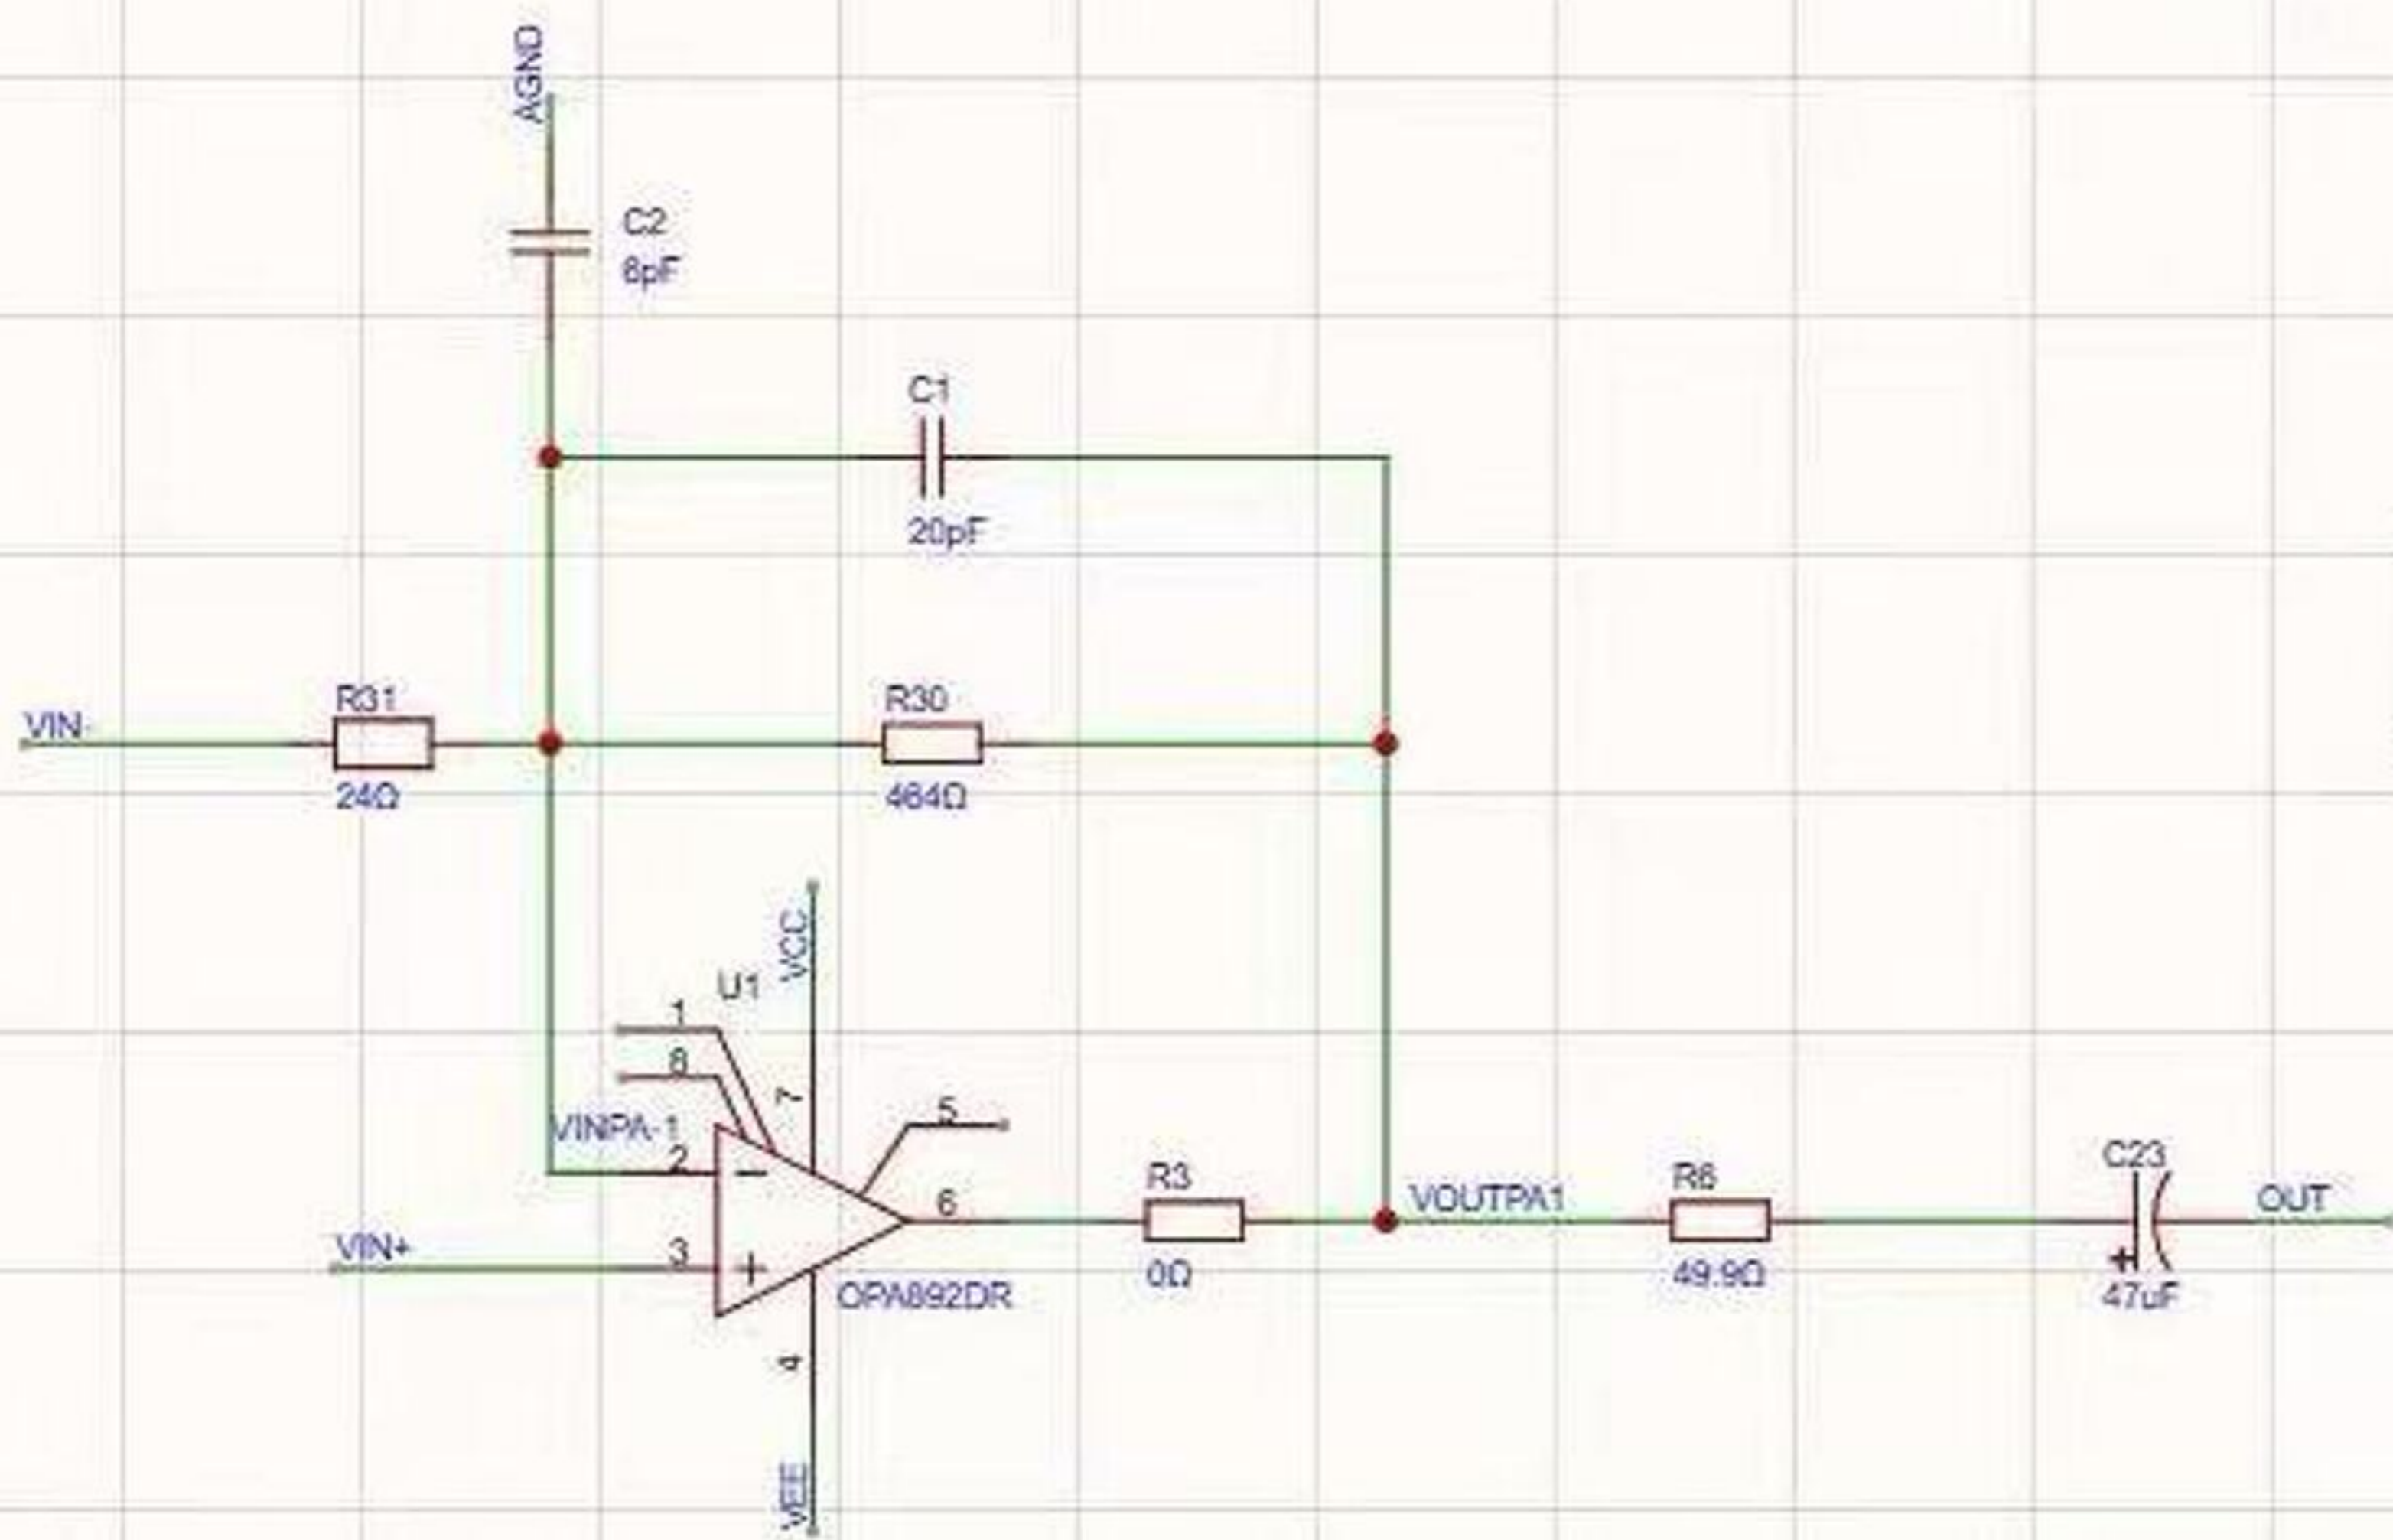 AGND
C2
6pF
C1
20pF
VIN-
R31
24Ω
R30
464Ω
VCC
U1
1
8
7
VINPA-1
2
5
6
VIN+
3
4
OPA892DR
VEE
R3
0Ω
VOUTPA1
R6
49.9Ω
C23
47uF
OUT